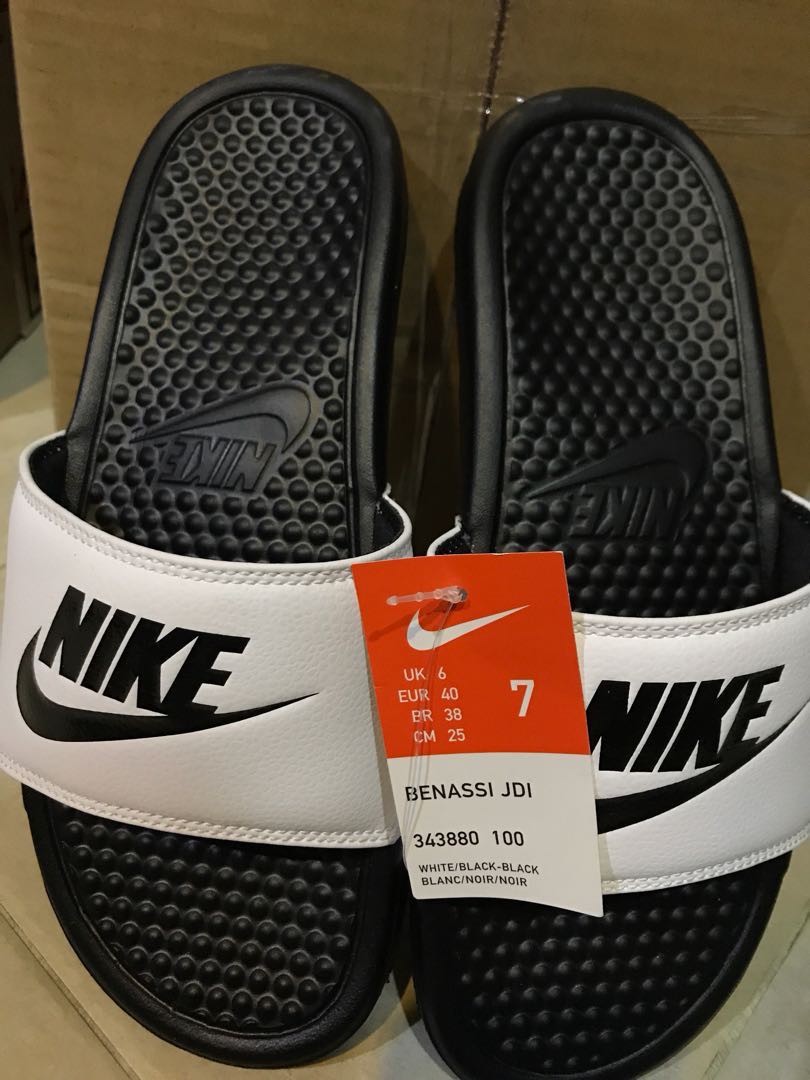 NIKE
NIKE
NIKE
NIKE
UK 6
EUR 40
BR 38
CM 25
7
BENASSI JDI
343880 100
WHITE/BLACK-BLACK
BLANC/NOIR/NOIR